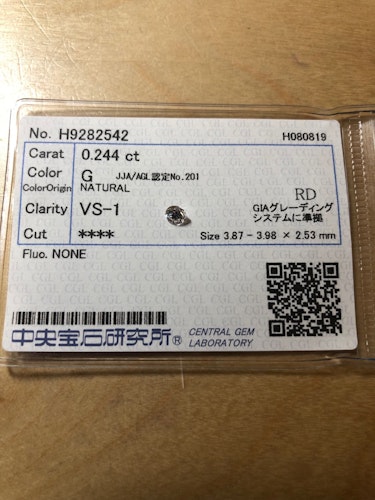 No. H9282542 H080819
Carat 0.244 ct
Color G JJA/AGL認定No.201
ColorOrigin NATURAL
RD
Clarity VS-1 GIAグレーディング
システムに準拠
Cut **** Size 3.87 - 3.98 × 2.53 mm
Fluo. NONE
中央宝石研究所® CENTRAL GEM
LABORATORY